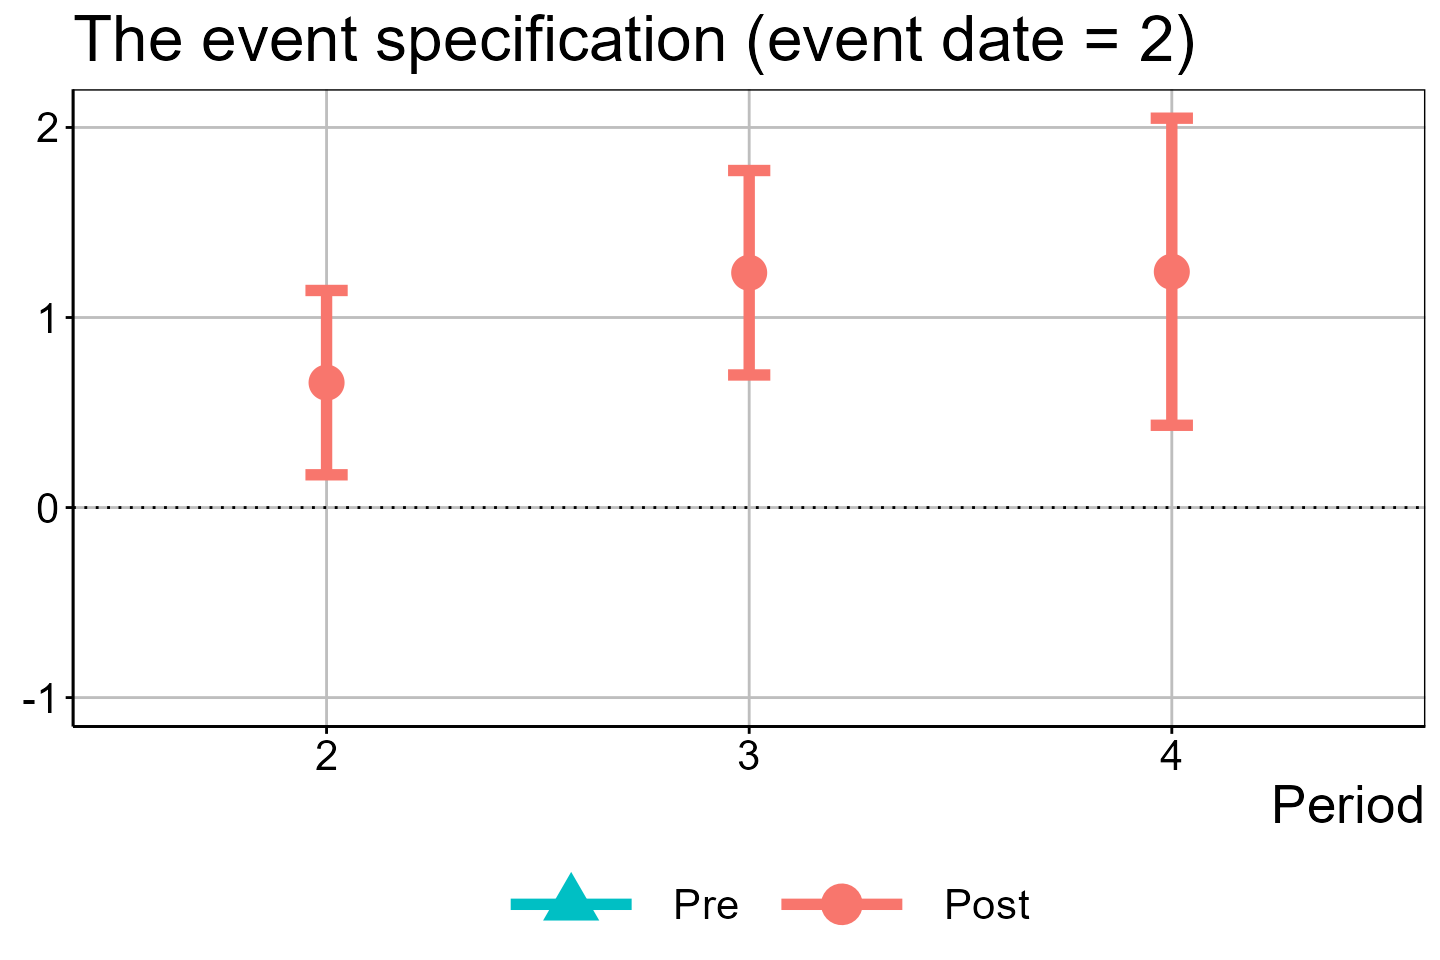 The event specification (event date = 2)
2
1
0
-1
2 3 4
Period
Pre Post